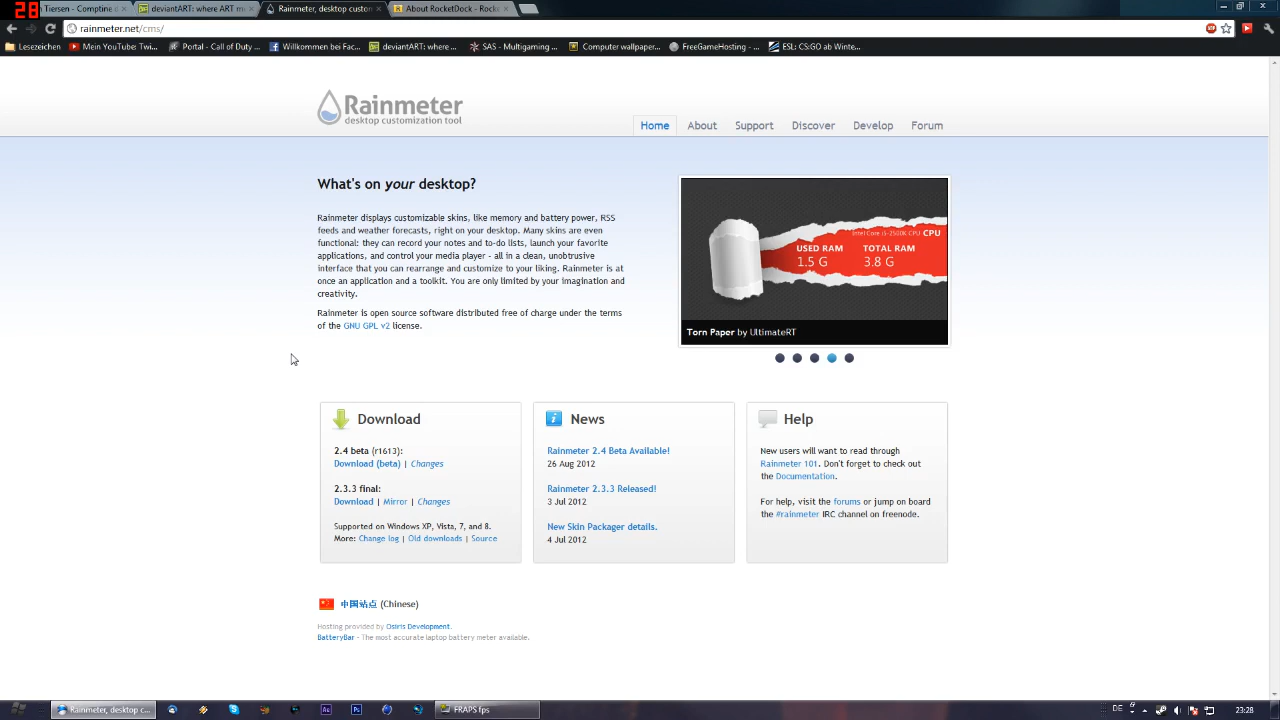 28
Tiersen - Comptine d
deviantART: where ART m
Rainmeter, desktop custon
About RocketDock - Rock
rainmeter.net/cms/
Lesezeichen
Mein YouTube: Twi...
Portal - Call of Duty ...
Willkommen bei Fac...
deviantART: where ...
SAS - Multigaming ...
Computer wallpaper...
FreeGameHosting - ...
ESL: CS:GO ab Winte...
Rainmeter
desktop customization tool
Home About Support Discover Develop Forum
What's on your desktop?
Rainmeter displays customizable skins, like memory and battery power, RSS
feeds and weather forecasts, right on your desktop. Many skins are even
functional: they can record your notes and to-do lists, launch your favorite
applications, and control your media player - all in a clean, unobtrusive
interface that you can rearrange and customize to your liking. Rainmeter is at
once an application and a toolkit. You are only limited by your imagination and
creativity.
Rainmeter is open source software distributed free of charge under the terms
of the GNU GPL v2 license.
Intel Core i5-2500K CPU CPU
USED RAM TOTAL RAM
1.5 G 3.8 G
Torn Paper by UltimateRT
Download
2.4 beta (r1613):
Download (beta) | Changes
2.3.3 final:
Download | Mirror | Changes
Supported on Windows XP, Vista, 7, and 8.
More: Change log | Old downloads | Source
News
Rainmeter 2.4 Beta Available!
26 Aug 2012
Rainmeter 2.3.3 Released!
3 Jul 2012
New Skin Packager details.
4 Jul 2012
Help
New users will want to read through
Rainmeter 101. Don't forget to check out
the Documentation.
For help, visit the forums or jump on board
the #rainmeter IRC channel on freenode.
中国站点 (Chinese)
Hosting provided by Osiris Development.
BatteryBar - The most accurate laptop battery meter available.
Rainmeter, desktop c...
Ae
Ps
FRAPS fps
DE
23:28